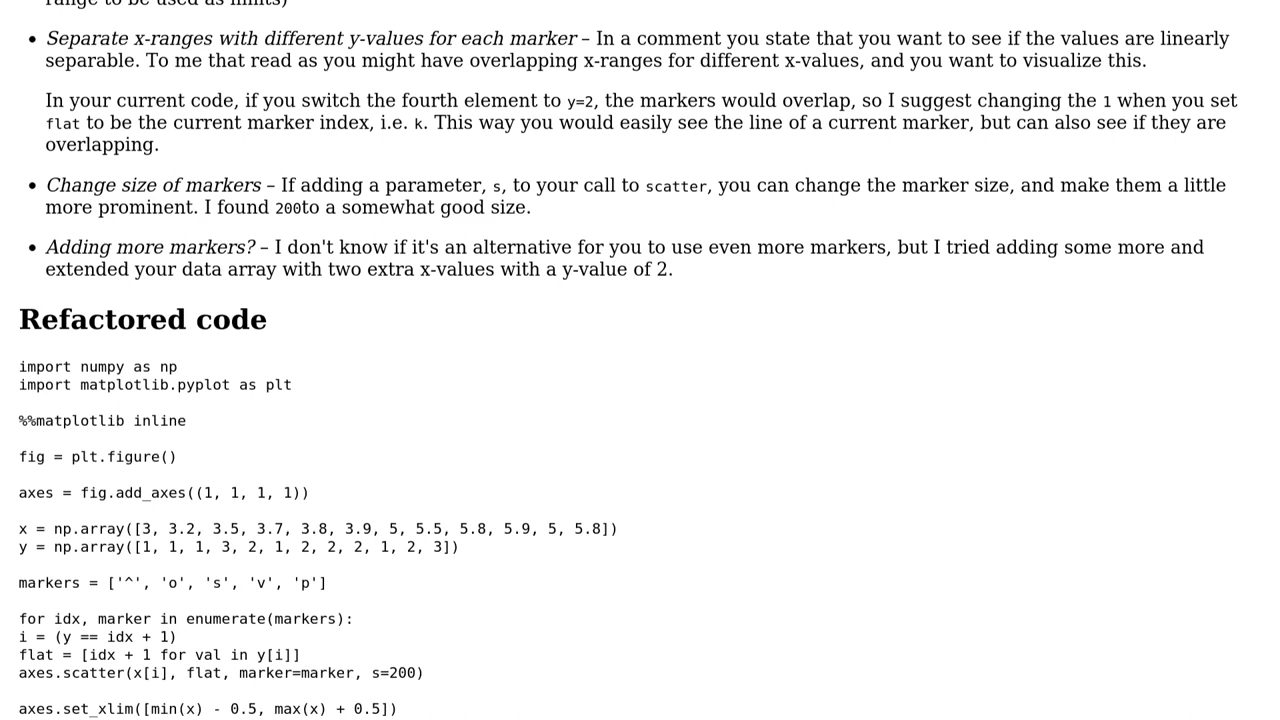 range to be used as limits)
• Separate x-ranges with different y-values for each marker – In a comment you state that you want to see if the values are linearly
separable. To me that read as you might have overlapping x-ranges for different x-values, and you want to visualize this.
In your current code, if you switch the fourth element to y=2, the markers would overlap, so I suggest changing the 1 when you set
flat to be the current marker index, i.e. k. This way you would easily see the line of a current marker, but can also see if they are
overlapping.
• Change size of markers – If adding a parameter, s, to your call to scatter, you can change the marker size, and make them a little
more prominent. I found 200to a somewhat good size.
• Adding more markers? – I don't know if it's an alternative for you to use even more markers, but I tried adding some more and
extended your data array with two extra x-values with a y-value of 2.
Refactored code
import numpy as np
import matplotlib.pyplot as plt
%%matplotlib inline
fig = plt.figure()
axes = fig.add_axes((1, 1, 1, 1))
x = np.array([3, 3.2, 3.5, 3.7, 3.8, 3.9, 5, 5.5, 5.8, 5.9, 5, 5.8])
y = np.array([1, 1, 1, 3, 2, 1, 2, 2, 2, 1, 2, 3])
markers = ['^', 'o', 's', 'v', 'p']
for idx, marker in enumerate(markers):
i = (y == idx + 1)
flat = [idx + 1 for val in y[i]]
axes.scatter(x[i], flat, marker=marker, s=200)
axes.set_xlim([min(x) - 0.5, max(x) + 0.5])